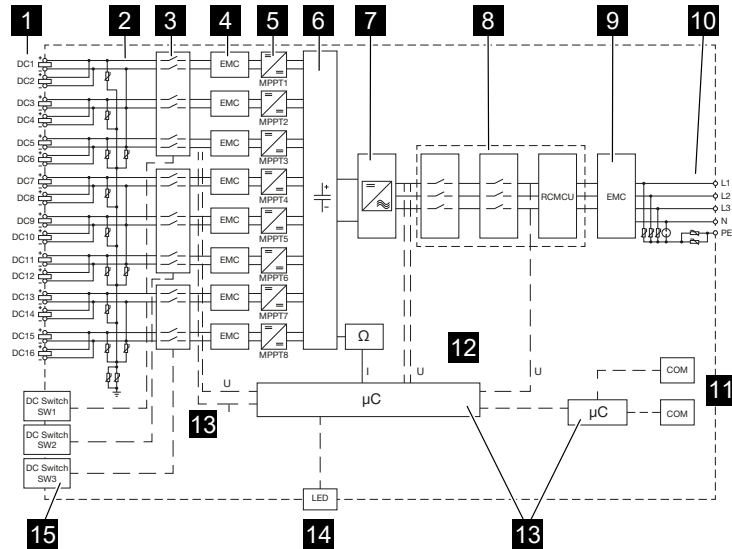 1 2 3 4 5 6 7 8 9 10
DC1
DC2
DC3
DC4
DC5
DC6
DC7
DC8
DC9
DC10
DC11
DC12
DC13
DC14
DC15
DC16
EMC
MPPT1
EMC
MPPT2
EMC
MPPT3
EMC
MPPT4
EMC
MPPT5
EMC
MPPT6
EMC
MPPT7
EMC
MPPT8
+
−
RCMCU
EMC
L1
L2
L3
N
PE
Ω
U
I
U
12
U
µC
13
µC
COM
COM
11
DC Switch
SW1
DC Switch
SW2
DC Switch
SW3
LED
15
14
13